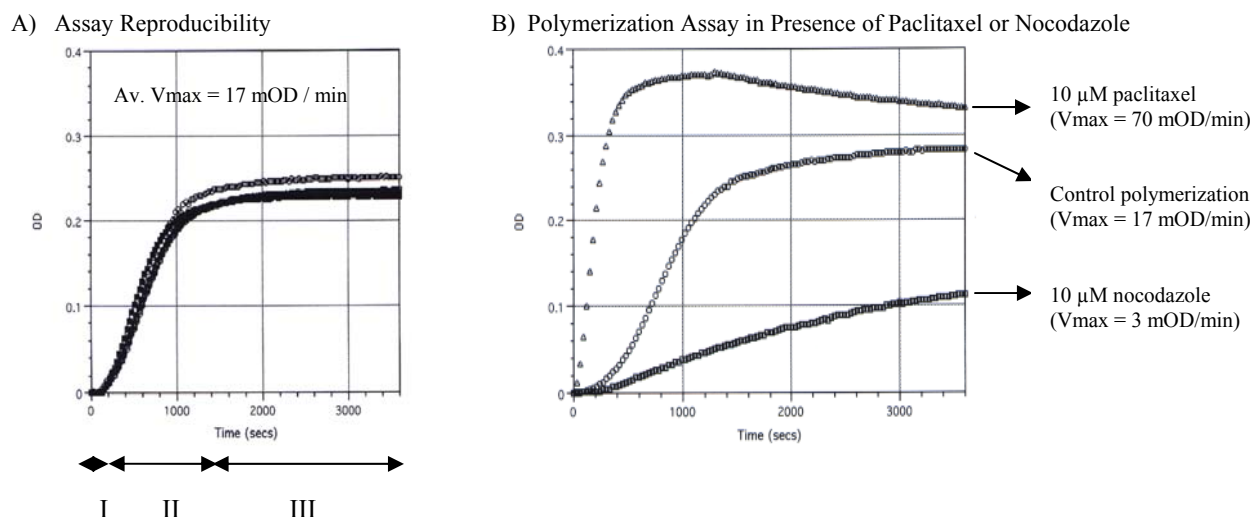 A) Assay Reproducibility
Av. Vmax = 17 mOD / min
0.4
0.3
0.2
0.1
0
OD
0
1000
2000
3000
Time (secs)
I
II
III
B) Polymerization Assay in Presence of Paclitaxel or Nocodazole
0.4
0.3
0.2
0.1
0
OD
0
1000
2000
3000
Time (secs)
10 µM paclitaxel
(Vmax = 70 mOD/min)
Control polymerization
(Vmax = 17 mOD/min)
10 µM nocodazole
(Vmax = 3 mOD/min)